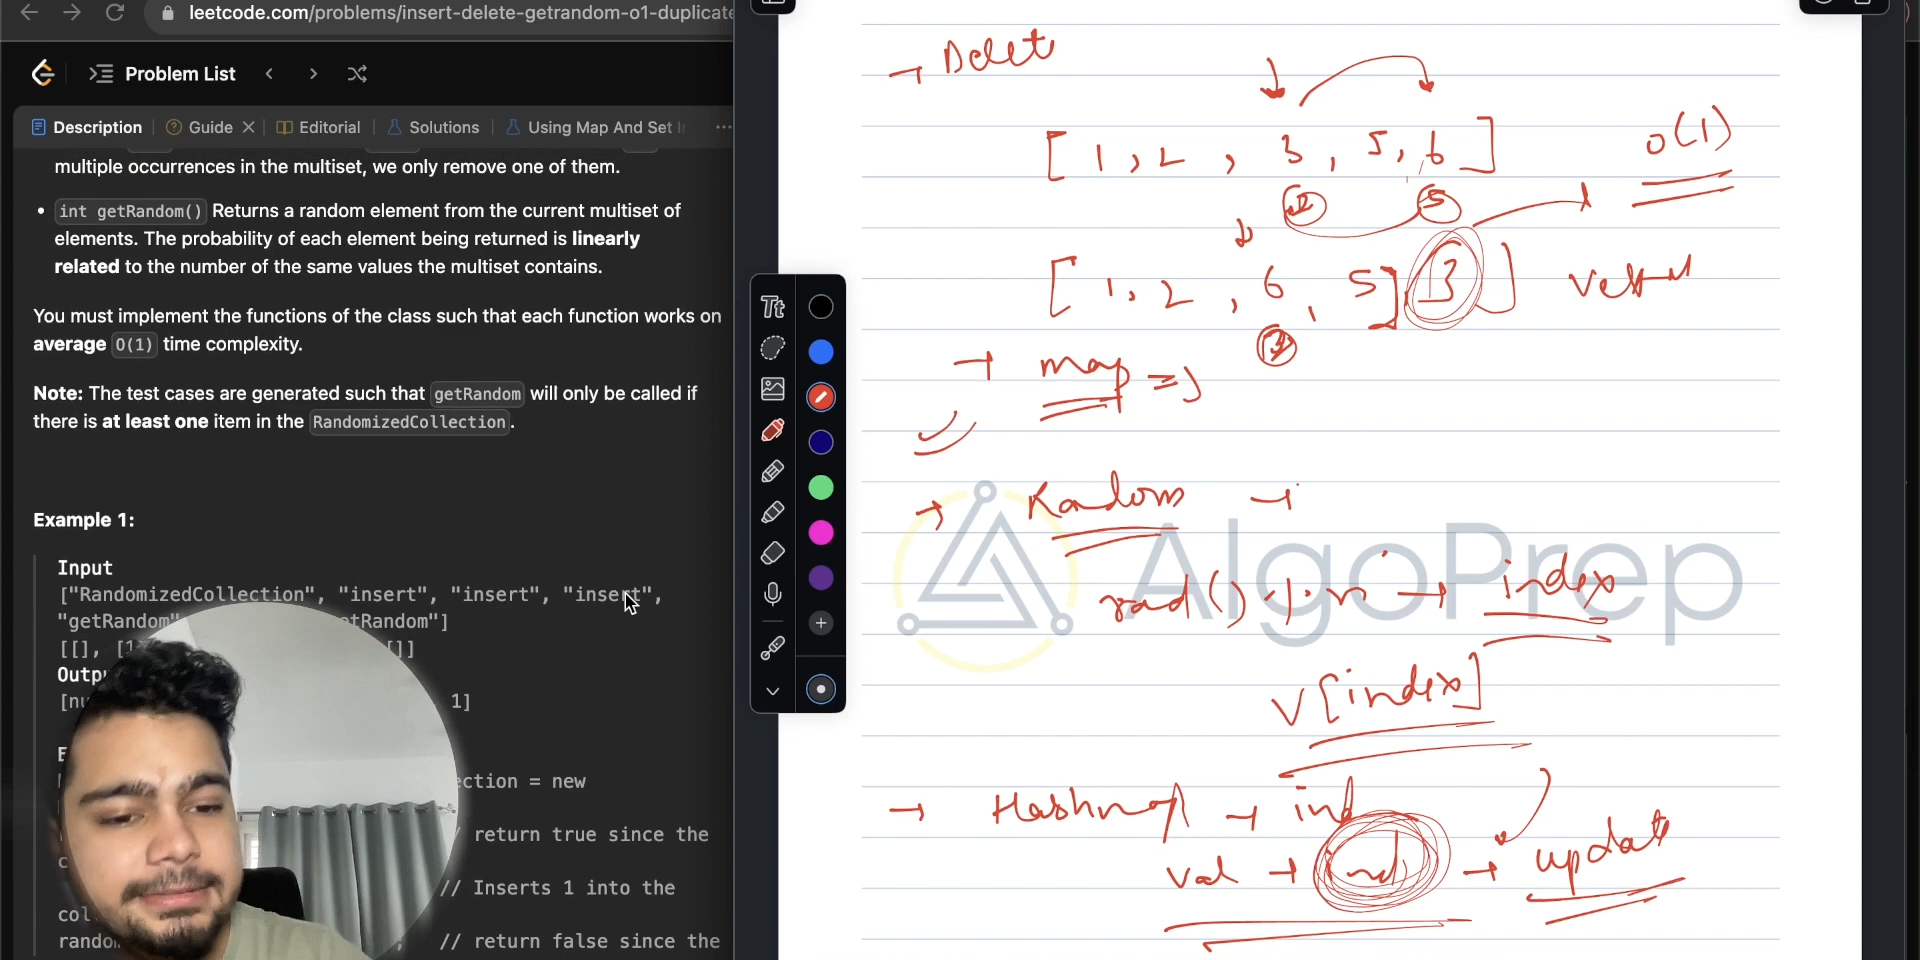 leetcode.com/problems/insert-delete-getrandom-o1-duplicate
Problem List
Description
Guide
Editorial
Solutions
Using Map And Set I
multiple occurrences in the multiset, we only remove one of them.
int getRandom() Returns a random element from the current multiset of
elements. The probability of each element being returned is linearly
related to the number of the same values the multiset contains.
You must implement the functions of the class such that each function works on
average O(1) time complexity.
Note: The test cases are generated such that getRandom will only be called if
there is at least one item in the RandomizedCollection.
Example 1:
Input
["RandomizedCollection", "insert", "insert", "insert",
"getRandom" tRandom"]
[[], [1 []]
Outp
[nu 1]
E
ection = new
/ return true since the
c
// Inserts 1 into the
col
random , // return false since the
Tt
→ Delete
[ 1, 2, 3, 5, 6 ]
O(1)
5
[ 1, 2, 6, 5] 3 ]
→ map =>
→ Random →
AlgoPrep
rad() % n → index
V[index]
→ Hashmap → ind
val → ind → update